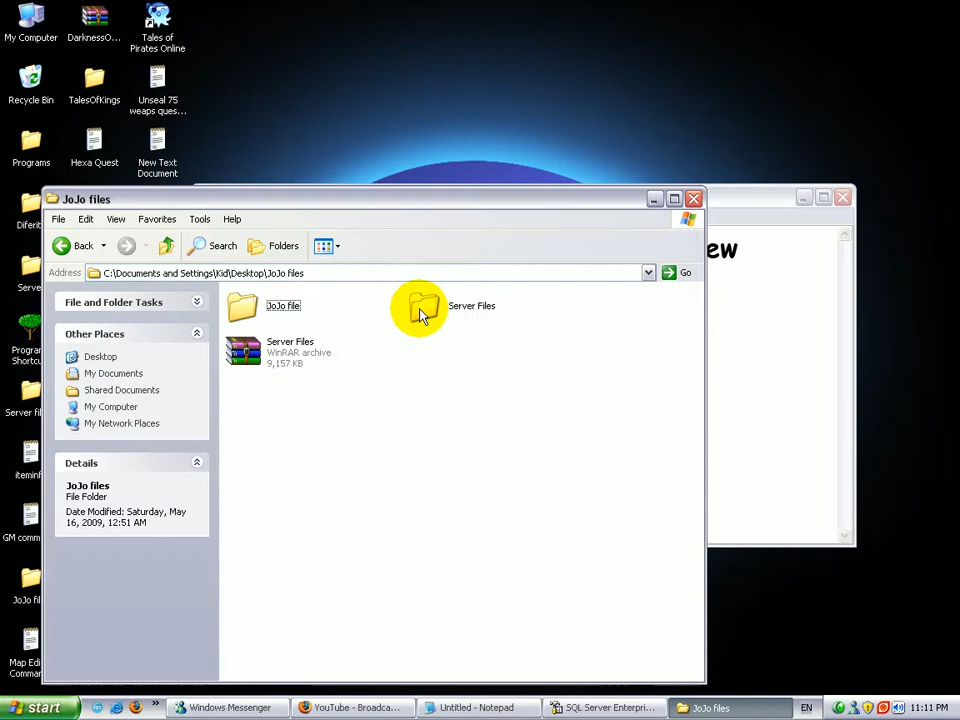 My Computer
DarknessO...
Tales of
Pirates Online
Recycle Bin
TalesOfKings
Unseal 75
weaps ques...
Programs
Hexa Quest
New Text
Document
Diferit
Serve
Program
Shortcu
Server fil
iteminf
GM comm
JoJo fil
Map Edi
Comma
JoJo files
File Edit View Favorites Tools Help
Back Search Folders
Address C:\Documents and Settings\Kid\Desktop\JoJo files Go
File and Folder Tasks
Other Places
Desktop
My Documents
Shared Documents
My Computer
My Network Places
Details
JoJo files
File Folder
Date Modified: Saturday, May
16, 2009, 12:51 AM
JoJo file
Server Files
Server Files
WinRAR archive
9,157 KB
ew
start
Windows Messenger
YouTube - Broadca...
Untitled - Notepad
SQL Server Enterpri...
JoJo files
EN
11:11 PM